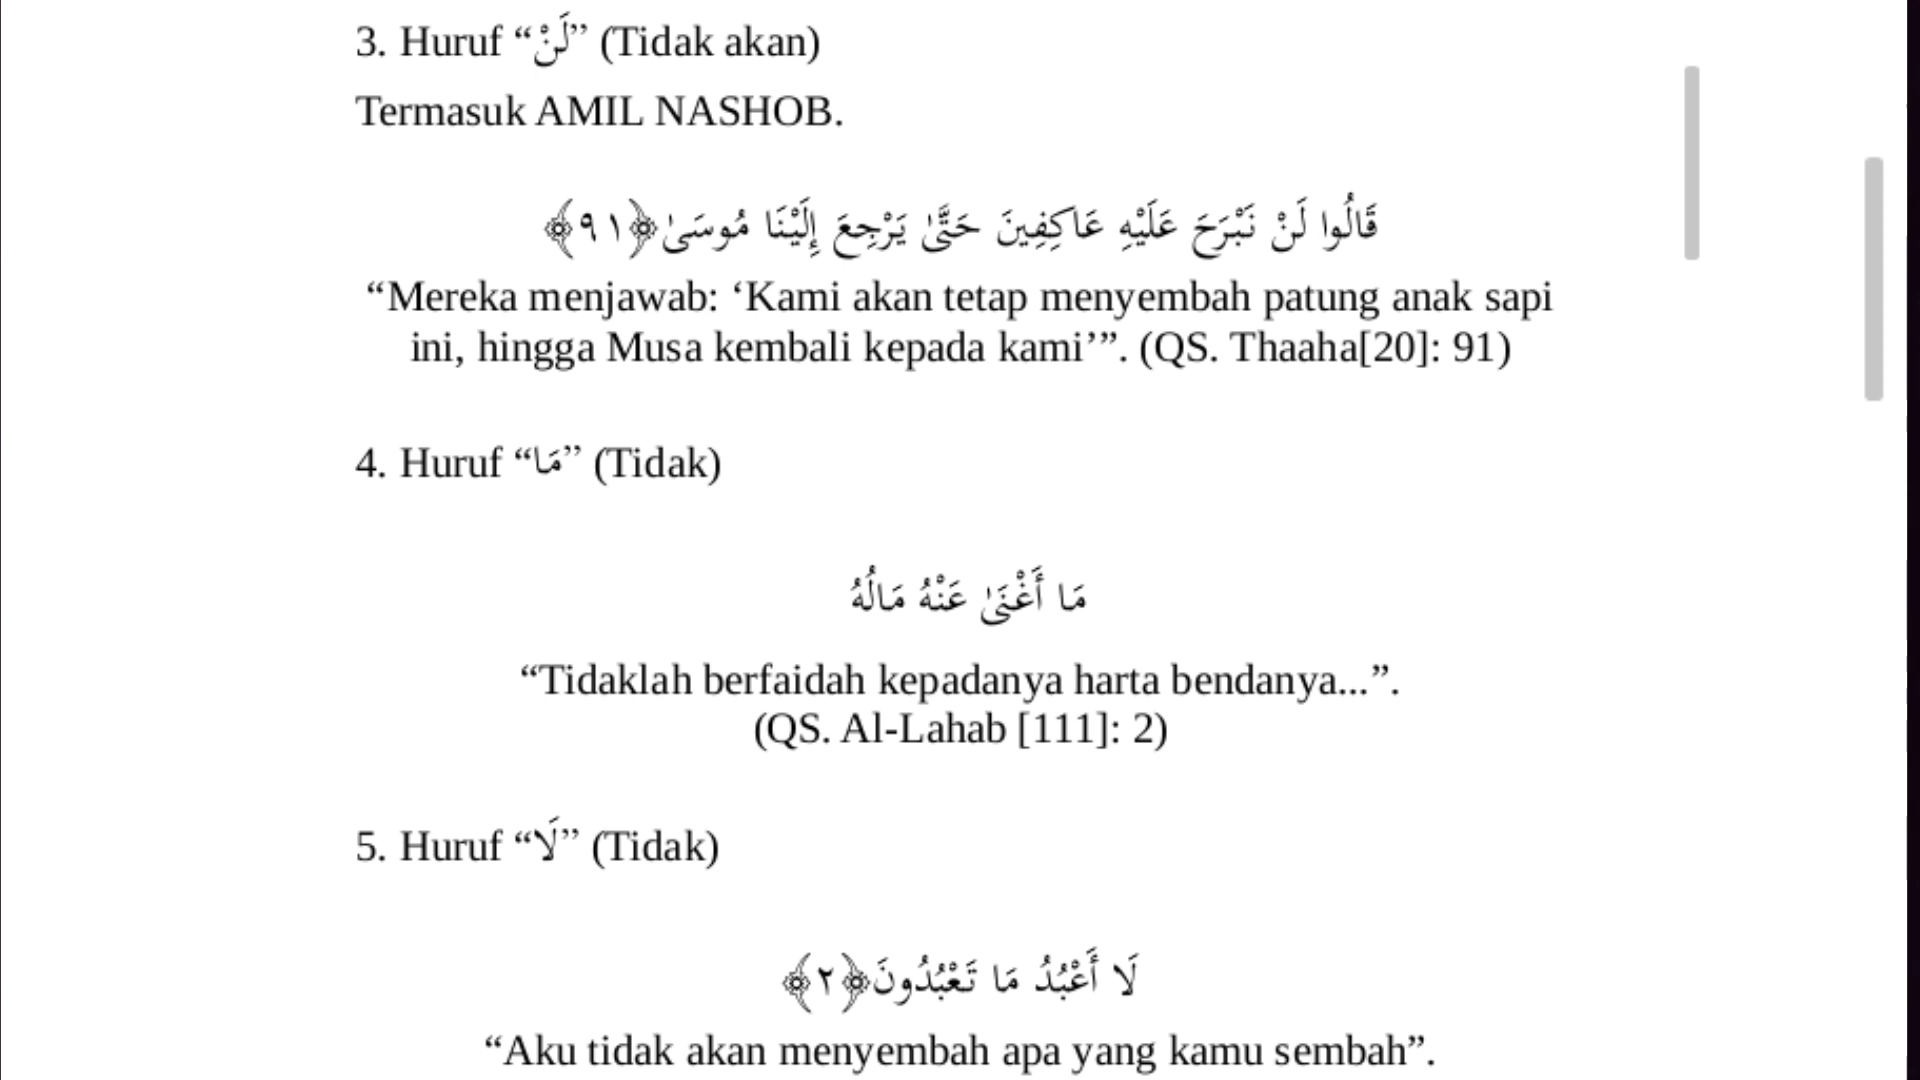 3. Huruf “لَنْ” (Tidak akan)
Termasuk AMIL NASHOB.
قَالُوا لَنْ نَبْرَحَ عَلَيْهِ عَاكِفِينَ حَتَّىٰ يَرْجِعَ إِلَيْنَا مُوسَىٰ﴿٩١﴾
“Mereka menjawab: ‘Kami akan tetap menyembah patung anak sapi
ini, hingga Musa kembali kepada kami’”. (QS. Thaaha[20]: 91)
4. Huruf “مَا” (Tidak)
مَا أَغْنَىٰ عَنْهُ مَالُهُ
“Tidaklah berfaidah kepadanya harta bendanya...”.
(QS. Al-Lahab [111]: 2)
5. Huruf “لَا” (Tidak)
لَا أَعْبُدُ مَا تَعْبُدُونَ﴿٢﴾
“Aku tidak akan menyembah apa yang kamu sembah”.